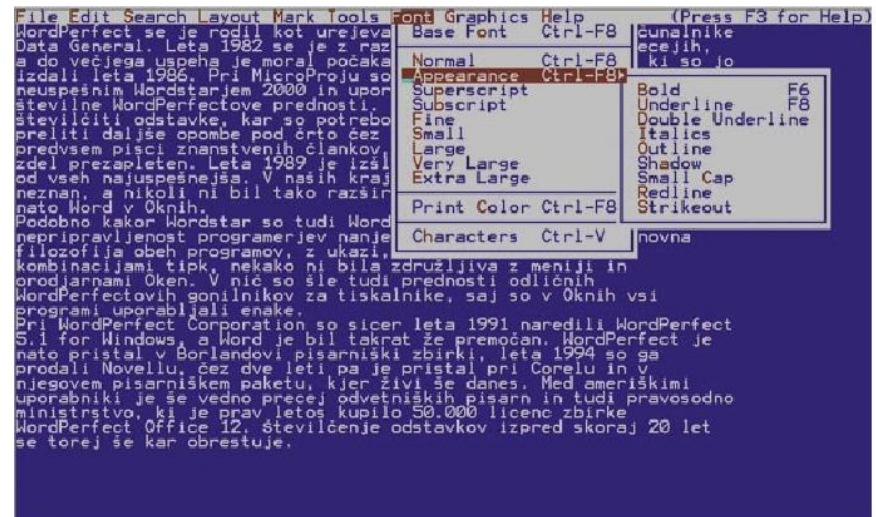 File Edit Search Layout Mark Tools Font Graphics Help (Press F3 for Help)
WordPerfect se je rodil kot urejeva
Base Font Ctrl-F8
čunalnike
Data General. Leta 1982 se je z raz
ecejih,
a do večjega uspeha je moral počaka
Normal Ctrl-F8
ki so jo
izdali leta 1986. Pri MicroProju so
Appearance Ctrl-F8
neuspešnim Wordstarjem 2000 in upor
Superscript
Bold F6
številne WordPerfectove prednosti.
Subscript
Underline F8
številčiti odstavke, kar so potrebo
Fine
Double Underline
preliti daljše opombe pod črto čez
Small
Italics
predvsem pisci znanstvenih člankov,
Large
Outline
zdel prezapleten. Leta 1989 je izšl
Very Large
Shadow
od vseh najuspešnejša. V naših kraj
Extra Large
Small Cap
neznan, a nikoli ni bil tako razšir
Redline
nato Word v Oknih.
Print Color Ctrl-F8
Strikeout
Podobno kakor Wordstar so tudi Word
nepripravljenost programerjev nanje
Characters Ctrl-V
novna
filozofija obeh programov, z ukazi,
kombinacijami tipk, nekako ni bila združljiva z meniji in
orodjarnami Oken. V nič so šle tudi prednosti odličnih
WordPerfectovih gonilnikov za tiskalnike, saj so v Oknih vsi
programi uporabljali enake.
Pri WordPerfect Corporation so sicer leta 1991 naredili WordPerfect
5.1 for Windows, a Word je bil takrat že premočan. WordPerfect je
nato pristal v Borlandovi pisarniški zbirki, leta 1994 so ga
prodali Novellu, čez dve leti pa je pristal pri Corelu in v
njegovem pisarniškem paketu, kjer živi še danes. Med ameriškimi
uporabniki je še vedno precej odvetniških pisarn in tudi pravosodno
ministrstvo, ki je prav letos kupilo 50.000 licenc zbirke
WordPerfect Office 12. Številčenje odstavkov izpred skoraj 20 let
se torej še kar obrestuje.